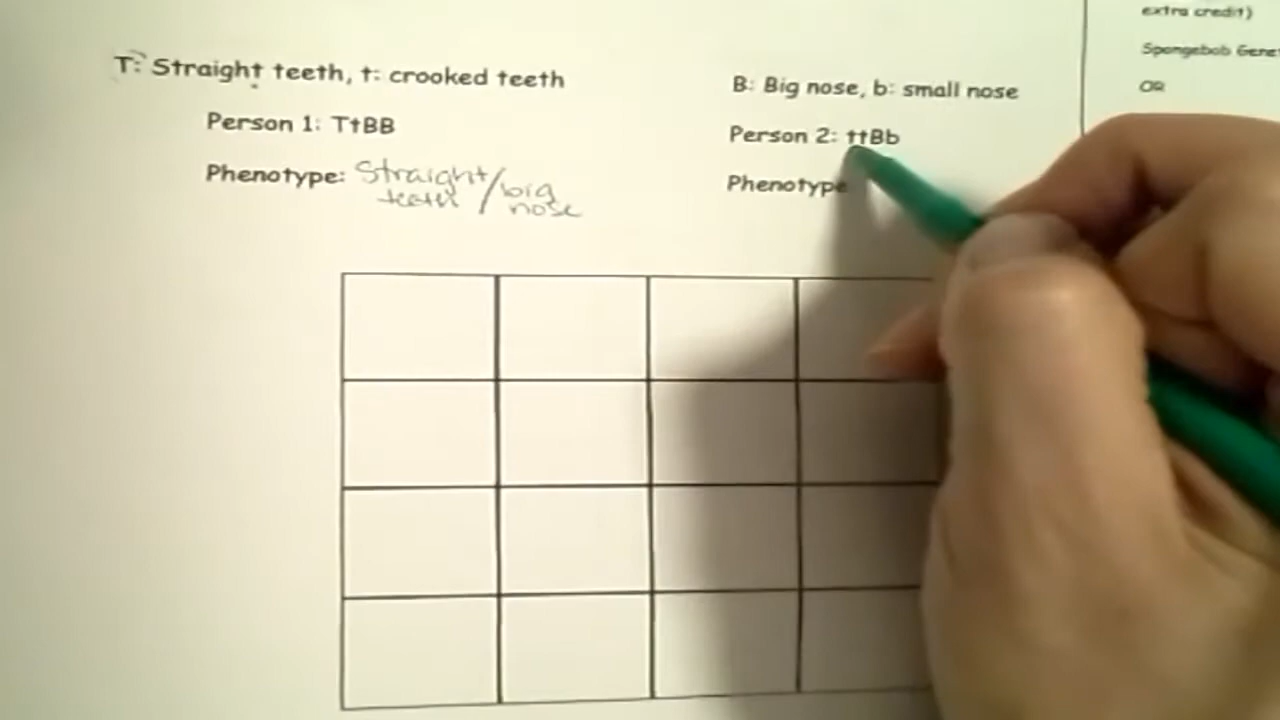 T: Straight teeth, t: crooked teeth
Person 1: TtBB
Phenotype: Straight teeth / big nose
B: Big nose, b: small nose
Person 2: ttBb
Phenotype
extra credit)
Spongebob
OR